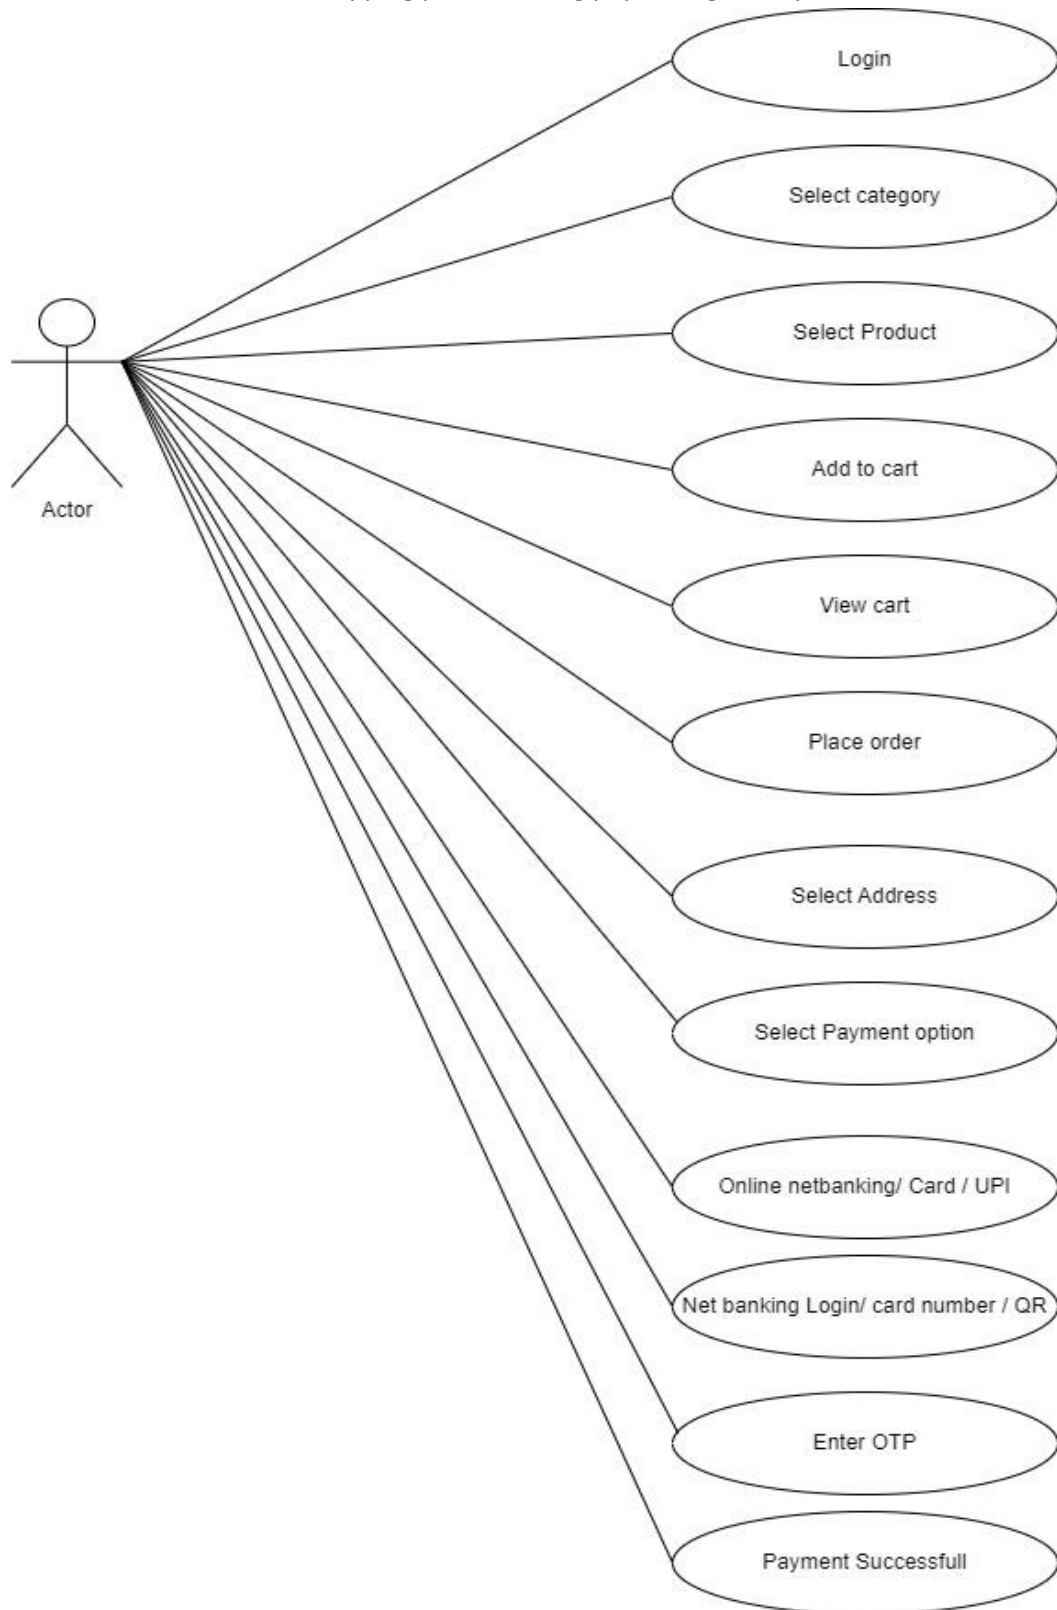 Login
Select category
Select Product
Add to cart
Actor
View cart
Place order
Select Address
Select Payment option
Online netbanking/ Card / UPI
Net banking Login/ card number / QR
Enter OTP
Payment Successfull